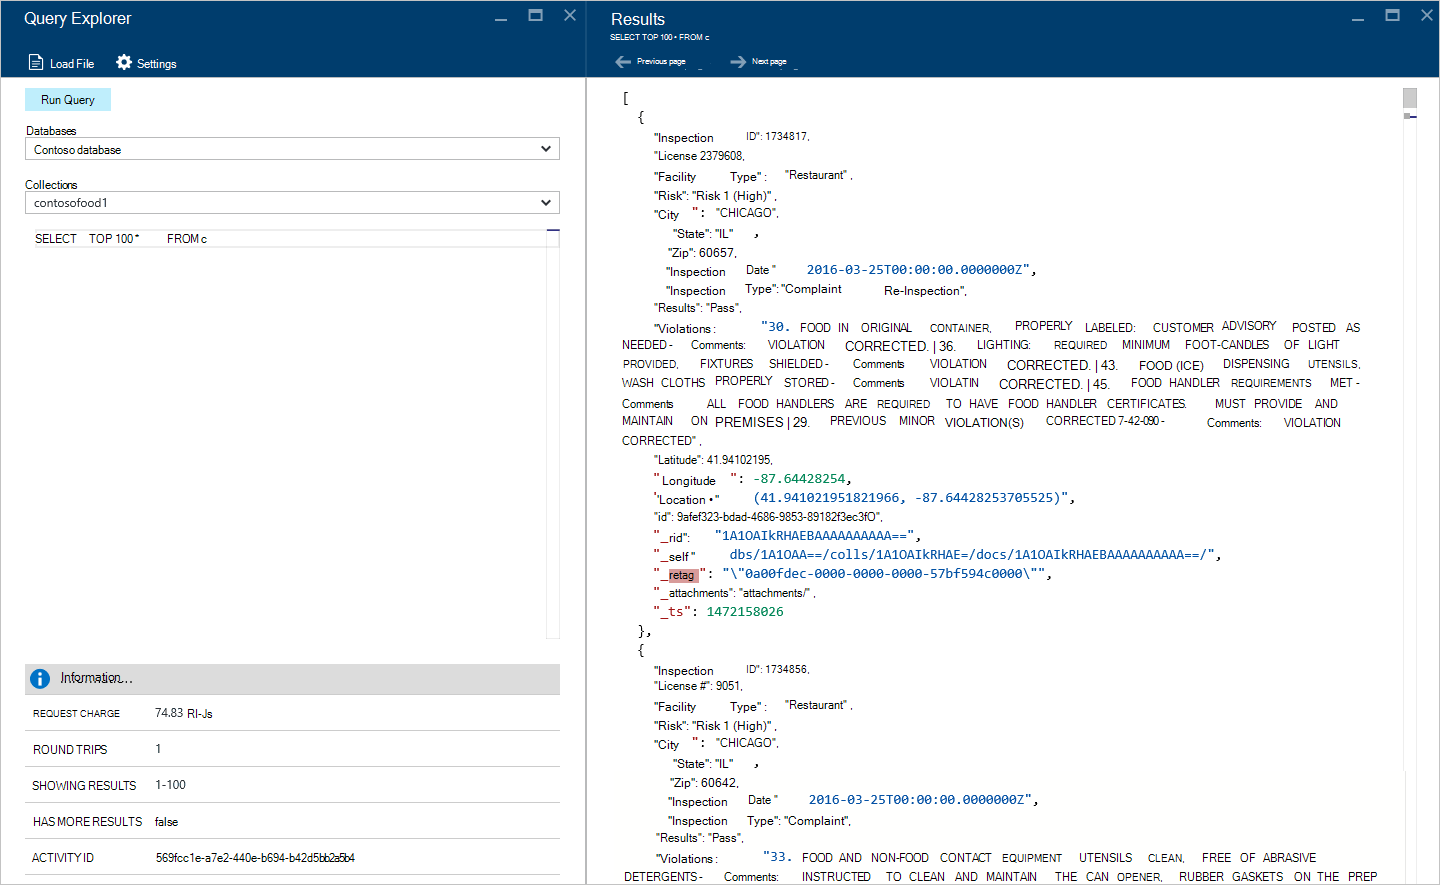 Query Explorer
Load File Settings
Run Query
Databases
Contoso database
Collections
contosofood1
SELECT TOP 100 * FROM c
Information...
REQUEST CHARGE 74.83 RI-Js
ROUND TRIPS 1
SHOWING RESULTS 1-100
HAS MORE RESULTS false
ACTIVITY ID 569fcc1e-a7e2-440e-b694-b42d5bb2a5b4
Results
SELECT TOP 100 * FROM c
Previous page Next page
[
{
"Inspection ID": 1734817,
"License 2379608,
"Facility Type" : "Restaurant" ,
"Risk": "Risk 1 (High)" ,
"City ": "CHICAGO",
"State": "IL" ,
"Zip": 60657,
"Inspection Date " 2016-03-25T00:00:00.0000000Z",
"Inspection Type": "Complaint Re-Inspection",
"Results": "Pass",
"Violations : "30. FOOD IN ORIGINAL CONTAINER, PROPERLY LABELED: CUSTOMER ADVISORY POSTED AS
NEEDED - Comments: VIOLATION CORRECTED. | 36. LIGHTING: REQUIRED MINIMUM FOOT-CANDLES OF LIGHT
PROVIDED, FIXTURES SHIELDED - Comments VIOLATION CORRECTED. | 43. FOOD (ICE) DISPENSING UTENSILS,
WASH CLOTHS PROPERLY STORED - Comments VIOLATIN CORRECTED. | 45. FOOD HANDLER REQUIREMENTS MET -
Comments ALL FOOD HANDLERS ARE REQUIRED TO HAVE FOOD HANDLER CERTIFICATES. MUST PROVIDE AND
MAINTAIN ON PREMISES | 29. PREVIOUS MINOR VIOLATION(S) CORRECTED 7-42-090 - Comments: VIOLATION
CORRECTED" ,
"Latitude": 41.94102195,
" Longitude ": -87.64428254,
"Location •" (41.941021951821966, -87.64428253705525)",
"id": 9afef323-bdad-4686-9853-89182f3ec3fO",
"_rid": "1A1OAIkRHAEBAAAAAAAAAA==",
"_self " dbs/1A1OAA==/colls/1A1OAIkRHAE=/docs/1A1OAIkRHAEBAAAAAAAAAA==/",
"_retag ": "\"0a00fdec-0000-0000-0000-57bf594c0000\"",
"_attachments": "attachments/" ,
"_ts": 1472158026
},
{
"Inspection ID": 1734856,
"License #": 9051,
"Facility Type" : "Restaurant" ,
"Risk": "Risk 1 (High)" ,
"City ": "CHICAGO",
"State": "IL" ,
"Zip": 60642,
"Inspection Date " 2016-03-25T00:00:00.0000000Z",
"Inspection Type": "Complaint",
"Results": "Pass",
"Violations : "33. FOOD AND NON-FOOD CONTACT EQUIPMENT UTENSILS CLEAN, FREE OF ABRASIVE
DETERGENTS - Comments: INSTRUCTED TO CLEAN AND MAINTAIN THE CAN OPENER, RUBBER GASKETS ON THE PREP